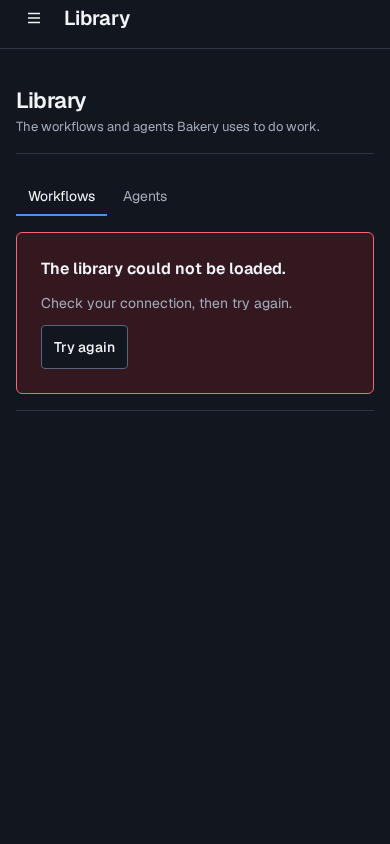 Library
Library
The workflows and agents Bakery uses to do work.
Workflows Agents
The library could not be loaded.
Check your connection, then try again.
Try again